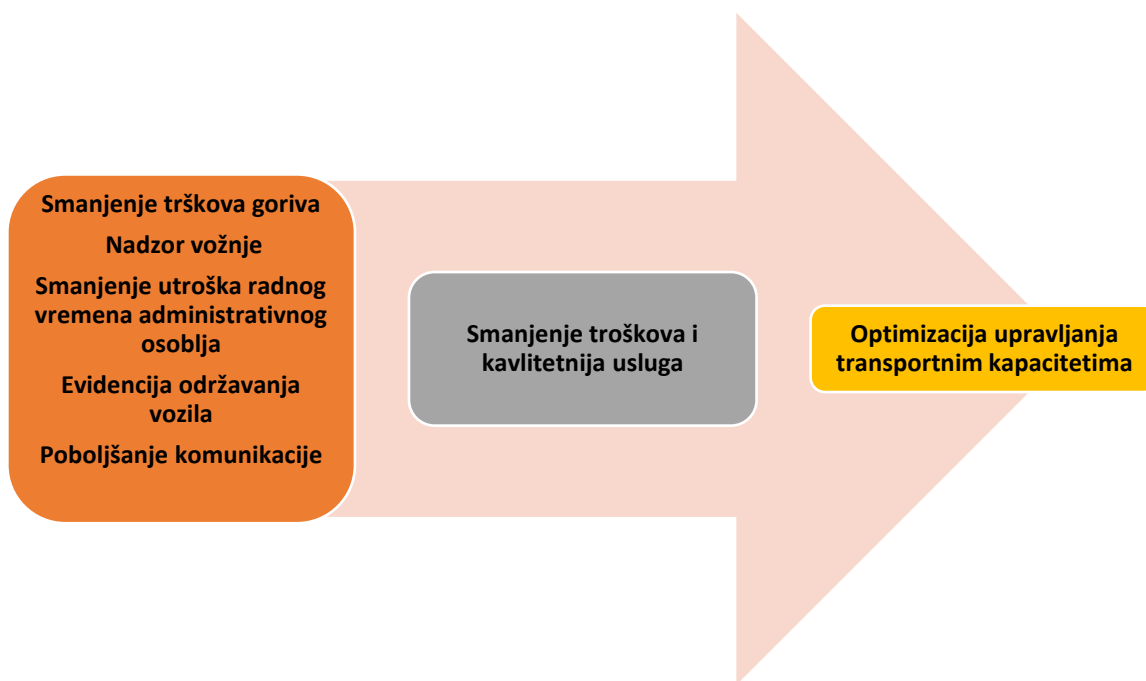 Smanjenje trškova goriva
Nadzor vožnje
Smanjenje utroška radnog
vremena administrativnog
osoblja
Evidencija održavanja
vozila
Poboljšanje komunikacije
Smanjenje troškova i
kavlitetnija usluga
Optimizacija upravljanja
transportnim kapacitetima